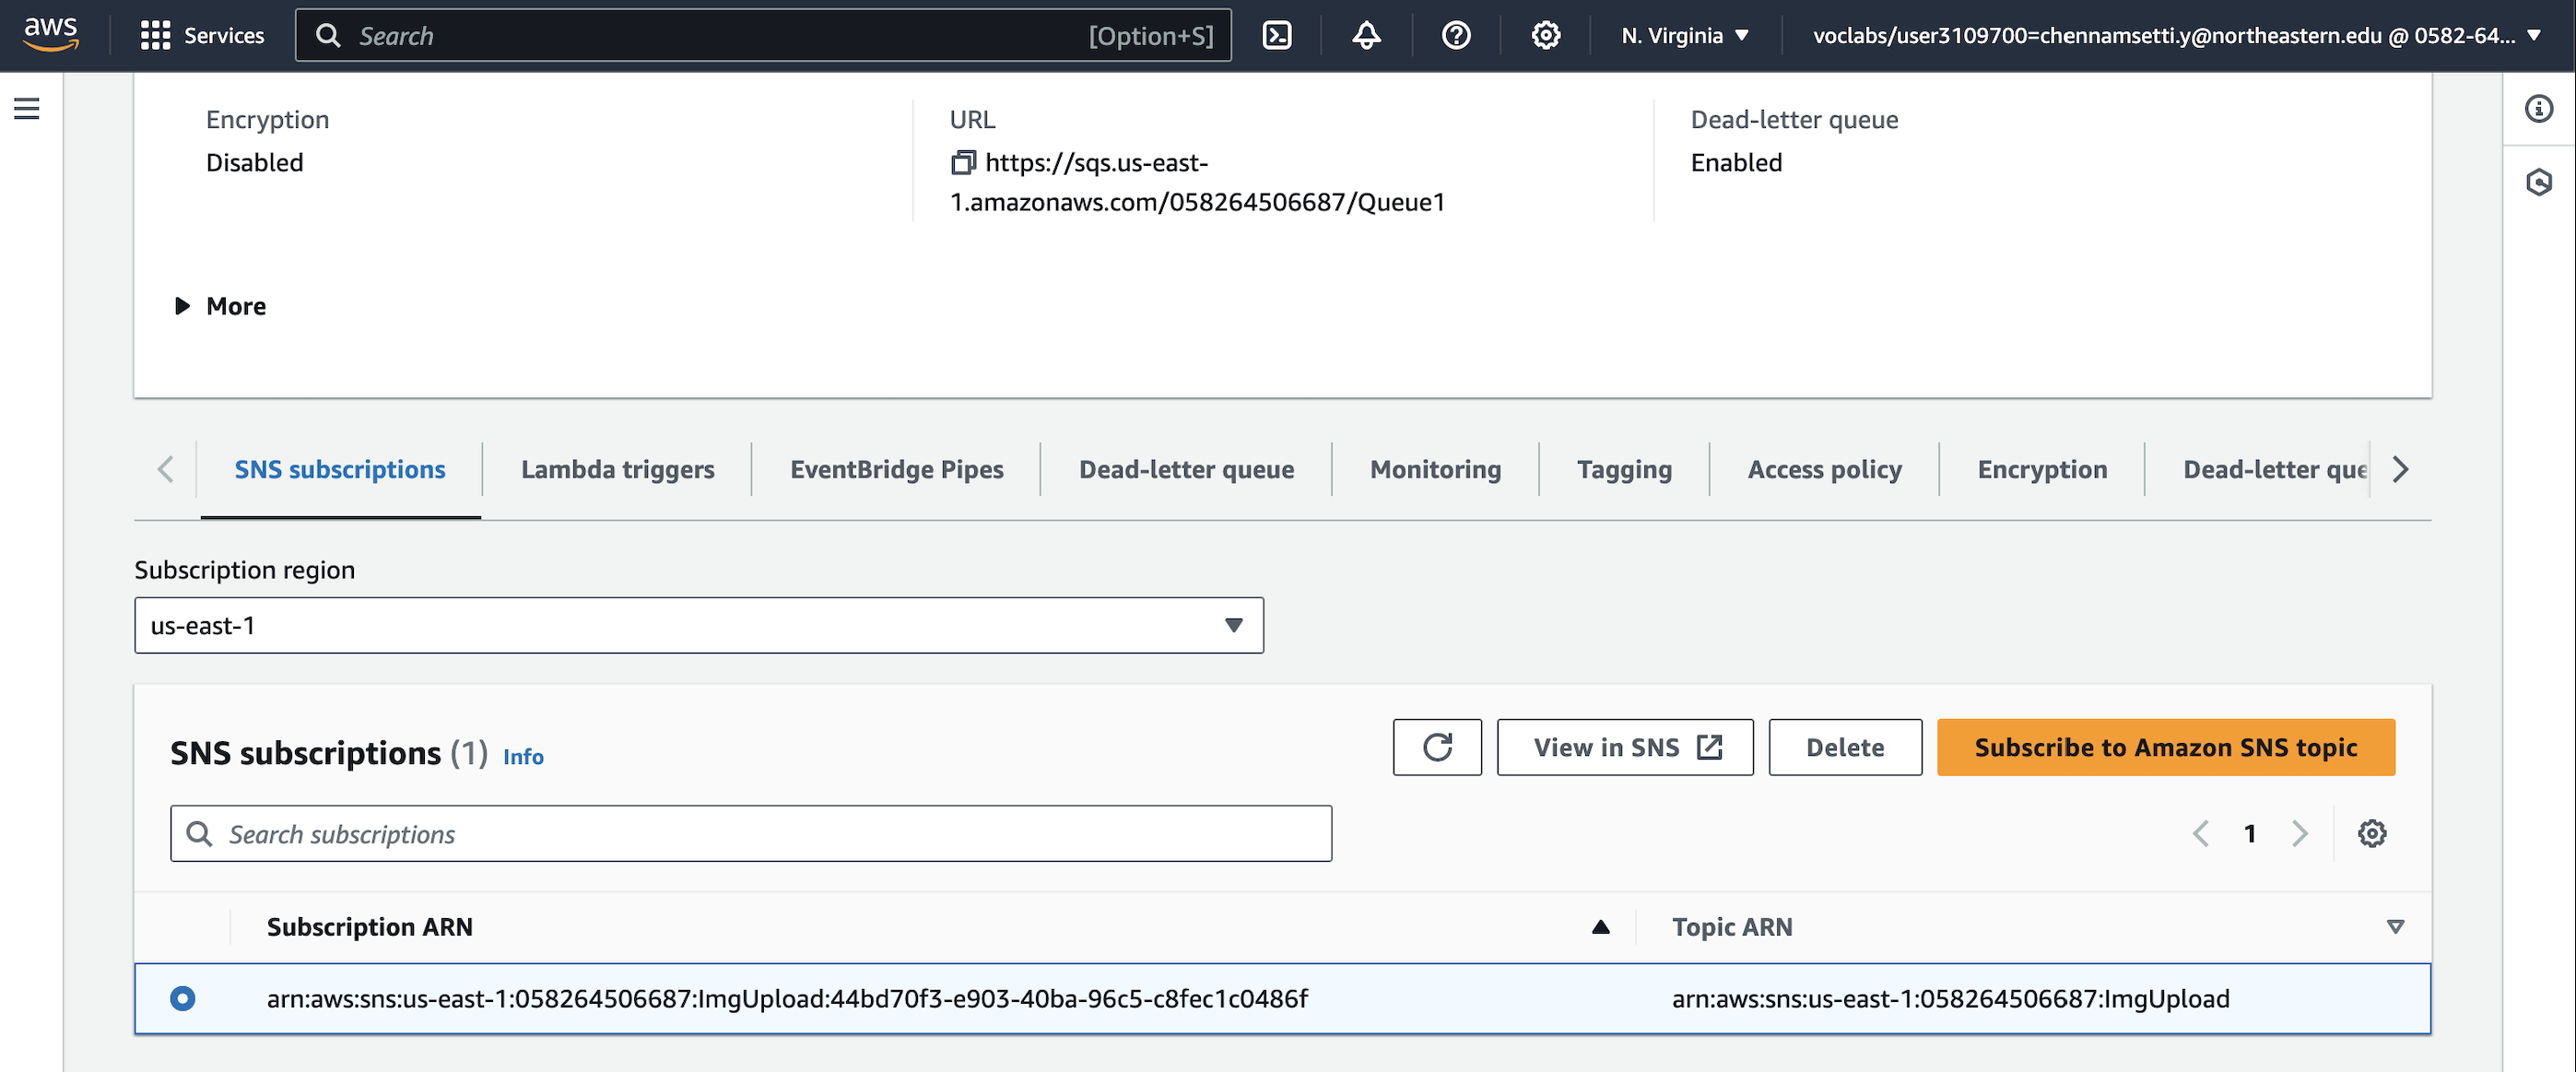 aws
Services
Search
[Option+S]
N. Virginia
voclabs/user3109700=chennamsetti.y@northeastern.edu @ 0582-64...
Encryption
Disabled
URL
https://sqs.us-east-
1.amazonaws.com/058264506687/Queue1
Dead-letter queue
Enabled
More
SNS subscriptions
Lambda triggers
EventBridge Pipes
Dead-letter queue
Monitoring
Tagging
Access policy
Encryption
Dead-letter que
Subscription region
us-east-1
SNS subscriptions (1) Info
View in SNS
Delete
Subscribe to Amazon SNS topic
Search subscriptions
1
Subscription ARN
Topic ARN
arn:aws:sns:us-east-1:058264506687:ImgUpload:44bd70f3-e903-40ba-96c5-c8fec1c0486f
arn:aws:sns:us-east-1:058264506687:ImgUpload